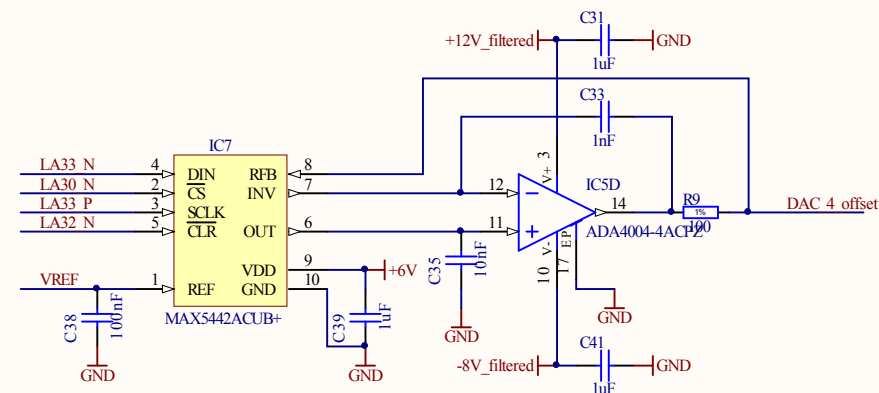 C31
+12V_filtered
GND
1uF
C33
1nF
IC7
LA33_N
4
DIN
RFB
8
LA30_N
2
CS
INV
7
12
V+
3
IC5D
LA33_P
3
SCLK
14
R9
1%
100
DAC_4_offset
LA32_N
5
CLR
OUT
6
11
ADA4004-4ACPZ
V-
10
EP
17
C35
10nF
VDD
9
+6V
VREF
1
REF
GND
10
MAX5442ACUB+
C38
100nF
C39
1uF
GND
GND
GND
GND
-8V_filtered
C41
GND
1uF